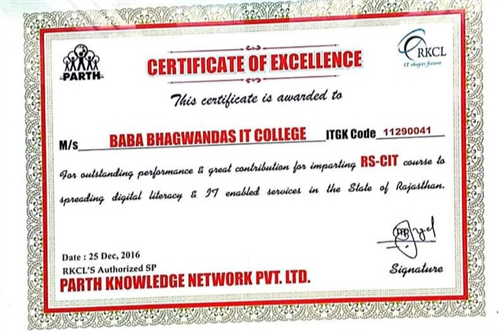 PARTH
RKCL
IT shapes future
CERTIFICATE OF EXCELLENCE
This certificate is awarded to
M/s BABA BHAGWANDAS IT COLLEGE ITGK Code 11290041
For outstanding performance & great contribution for imparting RS-CIT course to
spreading digital literacy & IT enabled services in the State of Rajasthan.
Date : 25 Dec, 2016
RKCL'S Authorized SP
PARTH KNOWLEDGE NETWORK PVT. LTD.
Signature